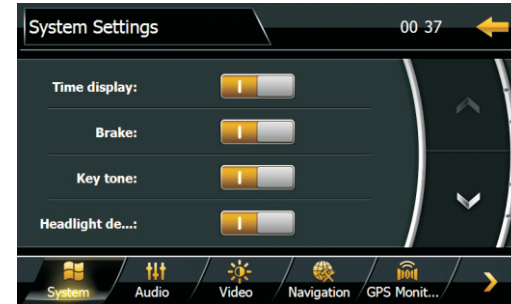 System Settings 00 37
Time display:
Brake:
Key tone:
Headlight de...:
System Audio Video Navigation GPS Monit...